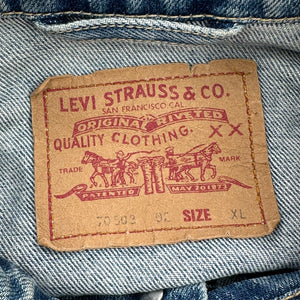 LEVI STRAUSS & CO.
SAN FRANCISCO, CAL
ORIGINAL RIVETED
QUALITY CLOTHING. XX
TRADE MARK
PATENTED MAY 20 1873
SIZE XL